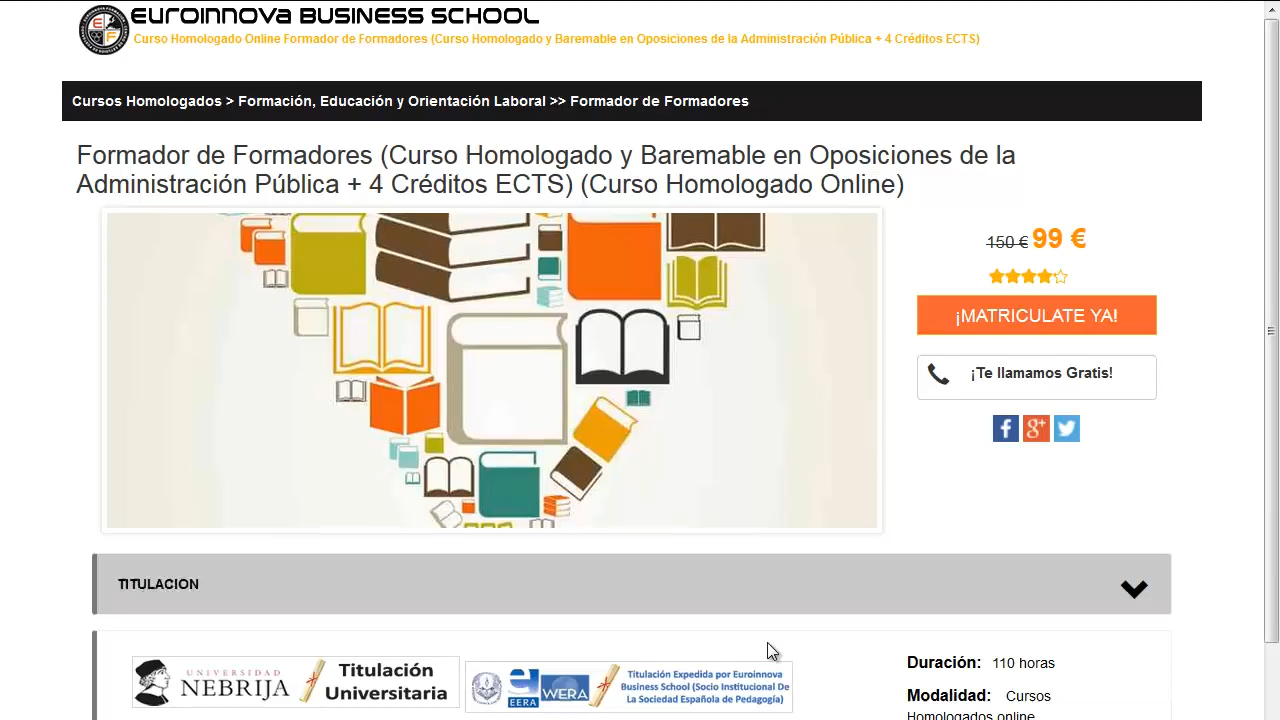 EUROINNOVA BUSINESS SCHOOL
Curso Homologado Online Formador de Formadores (Curso Homologado y Baremable en Oposiciones de la Administración Pública + 4 Créditos ECTS)
Cursos Homologados > Formación, Educación y Orientación Laboral >> Formador de Formadores
Formador de Formadores (Curso Homologado y Baremable en Oposiciones de la
Administración Pública + 4 Créditos ECTS) (Curso Homologado Online)
150 € 99 €
¡MATRICULATE YA!
¡Te llamamos Gratis!
TITULACION
UNIVERSIDAD
NEBRIJA
Titulación
Universitaria
EERA
WERA
Titulación Expedida por Euroinnova
Business School (Socio Institucional De
La Sociedad Española de Pedagogía)
Duración: 110 horas
Modalidad: Cursos
Homologados online